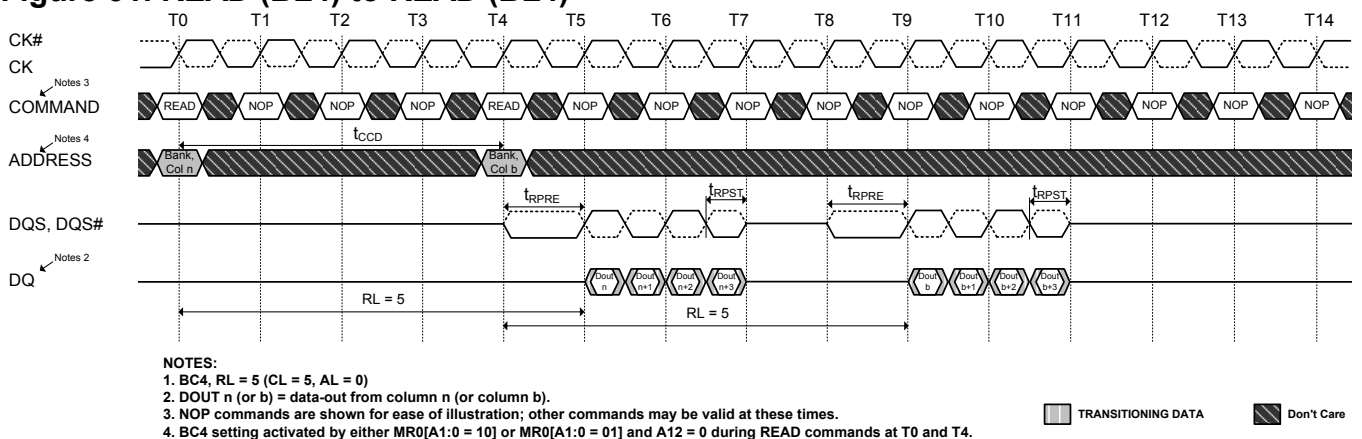 T0 T1 T2 T3 T4 T5 T6 T7 T8 T9 T10 T11 T12 T13 T14
CK#
CK
Notes 3
COMMAND READ NOP NOP NOP READ NOP NOP NOP NOP NOP NOP NOP NOP NOP NOP
tCCD
Notes 4
ADDRESS Bank, Col n Bank, Col b
tRPRE tRPST tRPRE tRPST
DQS, DQS#
Notes 2
DQ Dout n Dout n+1 Dout n+2 Dout n+3 Dout b Dout b+1 Dout b+2 Dout b+3
RL = 5 RL = 5
NOTES:
1. BC4, RL = 5 (CL = 5, AL = 0)
2. DOUT n (or b) = data-out from column n (or column b).
3. NOP commands are shown for ease of illustration; other commands may be valid at these times.
4. BC4 setting activated by either MR0[A1:0 = 10] or MR0[A1:0 = 01] and A12 = 0 during READ commands at T0 and T4.
TRANSITIONING DATA Don't Care